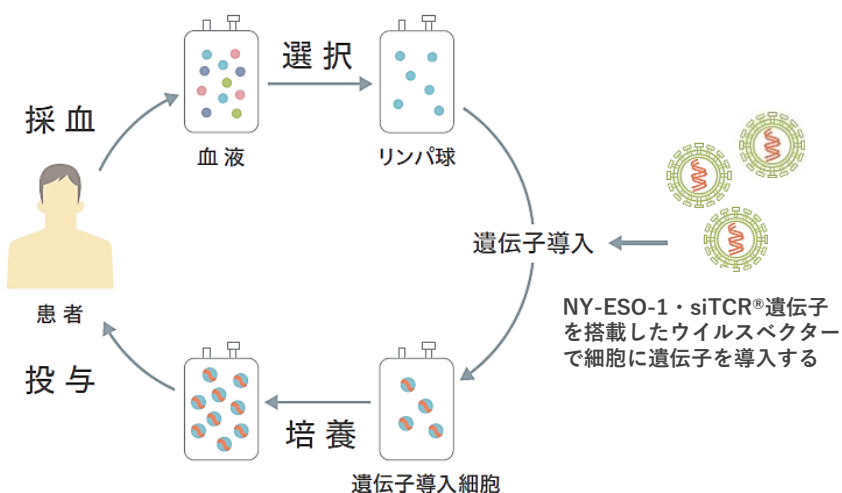 採血
選択
血液
リンパ球
患者
遺伝子導入
NY-ESO-1・siTCR®遺伝子
を搭載したウイルスベクター
で細胞に遺伝子を導入する
投与
培養
遺伝子導入細胞